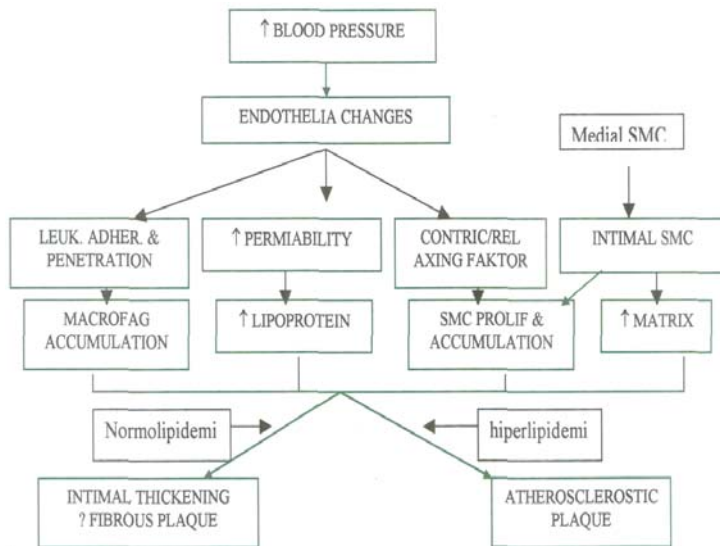 ↑ BLOOD PRESSURE
ENDOTHELIA CHANGES
Medial SMC
LEUK. ADHER. &
PENETRATION
↑ PERMIABILITY
CONTRIC/REL
AXING FAKTOR
INTIMAL SMC
MACROFAG
ACCUMULATION
↑ LIPOPROTEIN
SMC PROLIF &
ACCUMULATION
↑ MATRIX
Normolipidemi
hiperlipidemi
INTIMAL THICKENING
? FIBROUS PLAQUE
ATHEROSCLEROSTIC
PLAQUE